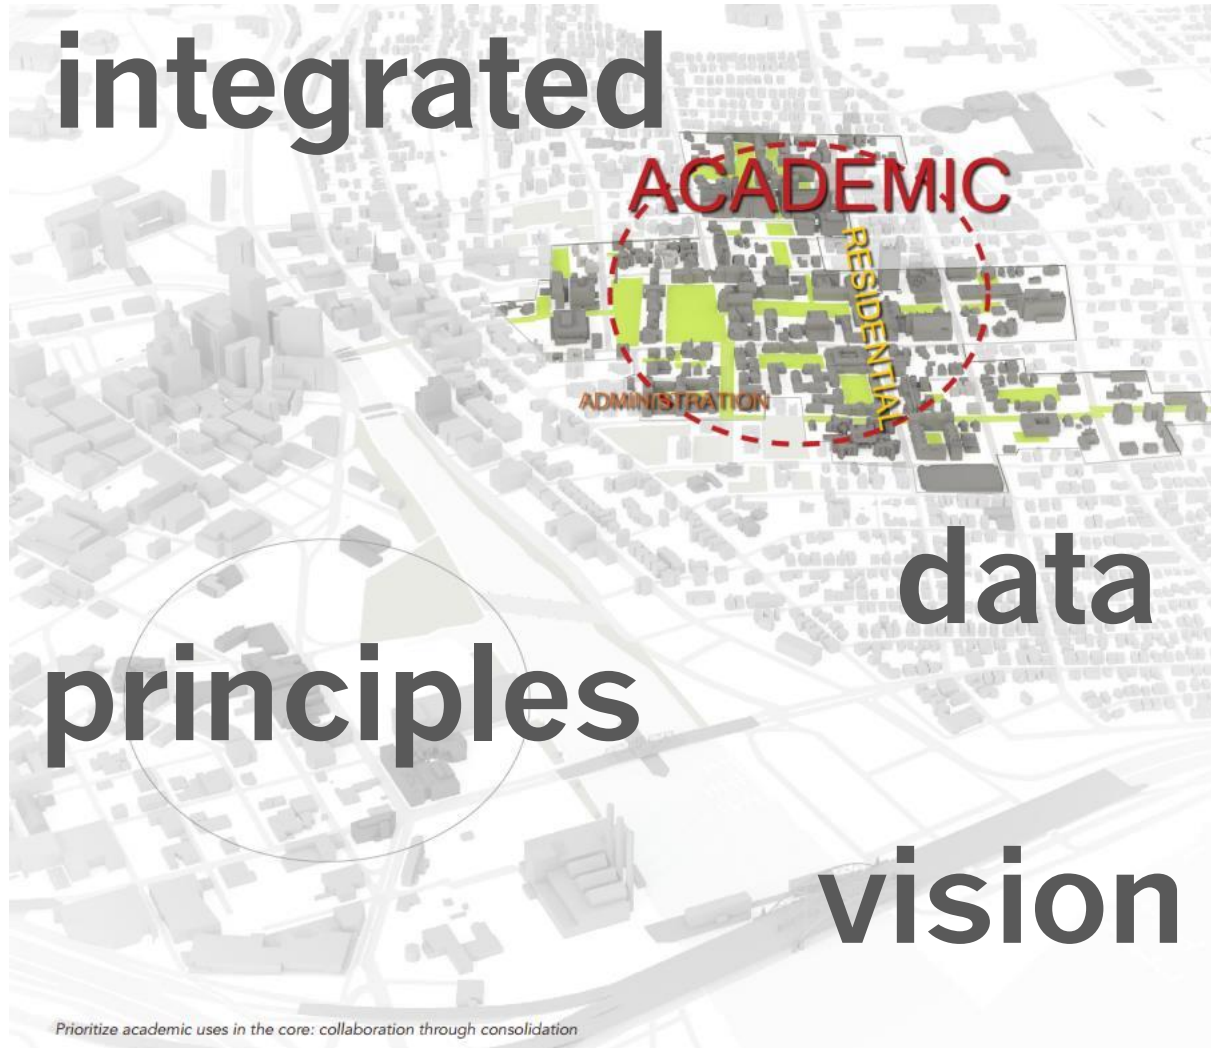 integrated
ACADEMIC
RESIDENTIAL
ADMINISTRATION
data
principles
vision
Prioritize academic uses in the core: collaboration through consolidation